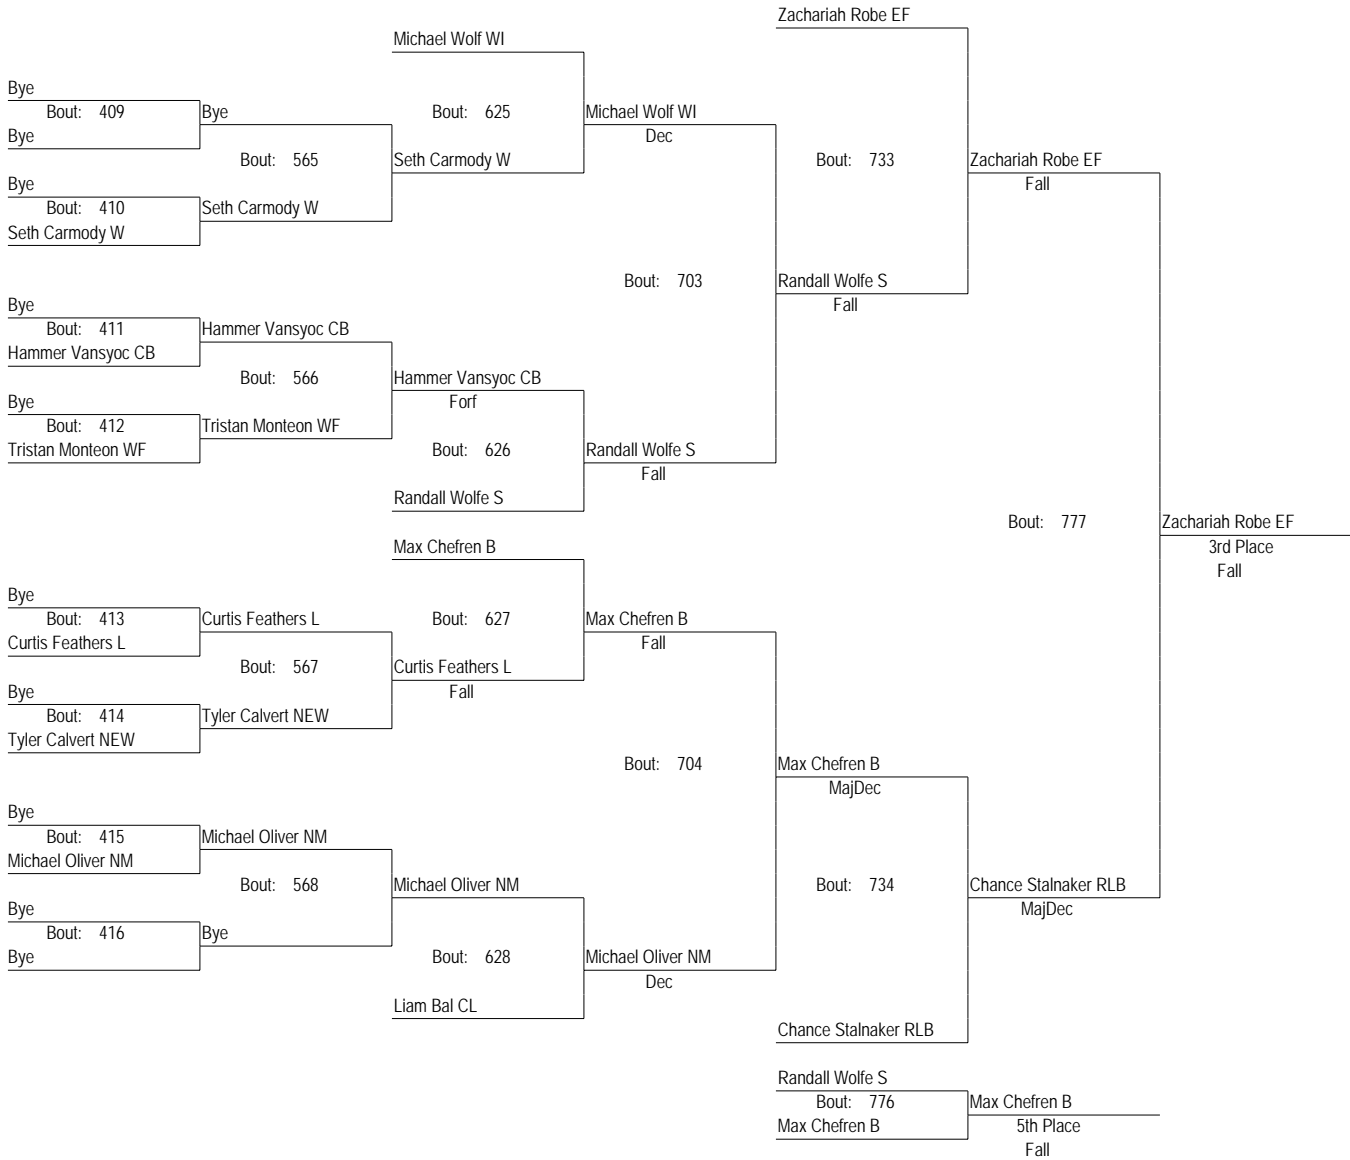 Zachariah Robe EF
Michael Wolf WI
Bye
Bout: 409
Bye
Bout: 625
Michael Wolf WI
Bye
Dec
Bout: 565
Seth Carmody W
Bout: 733
Zachariah Robe EF
Bye
Fall
Bout: 410
Seth Carmody W
Seth Carmody W
Bout: 703
Randall Wolfe S
Bye
Fall
Bout: 411
Hammer Vansyoc CB
Hammer Vansyoc CB
Bout: 566
Hammer Vansyoc CB
Bye
Forf
Bout: 412
Tristan Monteon WF
Tristan Monteon WF
Bout: 626
Randall Wolfe S
Fall
Randall Wolfe S
Bout: 777
Zachariah Robe EF
Max Chefren B
3rd Place
Fall
Bye
Bout: 413
Curtis Feathers L
Bout: 627
Max Chefren B
Curtis Feathers L
Fall
Bout: 567
Curtis Feathers L
Bye
Fall
Bout: 414
Tyler Calvert NEW
Tyler Calvert NEW
Bout: 704
Max Chefren B
MajDec
Bye
Bout: 415
Michael Oliver NM
Michael Oliver NM
Bout: 568
Michael Oliver NM
Bout: 734
Chance Stalnaker RLB
Bye
MajDec
Bout: 416
Bye
Bye
Bout: 628
Michael Oliver NM
Dec
Liam Bal CL
Chance Stalnaker RLB
Randall Wolfe S
Bout: 776
Max Chefren B
Max Chefren B
5th Place
Fall